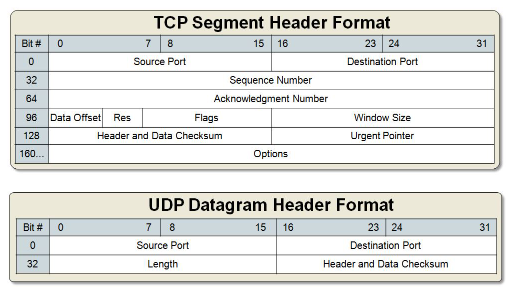 TCP Segment Header Format
Bit # 0 7 8 15 16 23 24 31
0 Source Port Destination Port
32 Sequence Number
64 Acknowledgment Number
96 Data Offset Res Flags Window Size
128 Header and Data Checksum Urgent Pointer
160... Options
UDP Datagram Header Format
Bit # 0 7 8 15 16 23 24 31
0 Source Port Destination Port
32 Length Header and Data Checksum